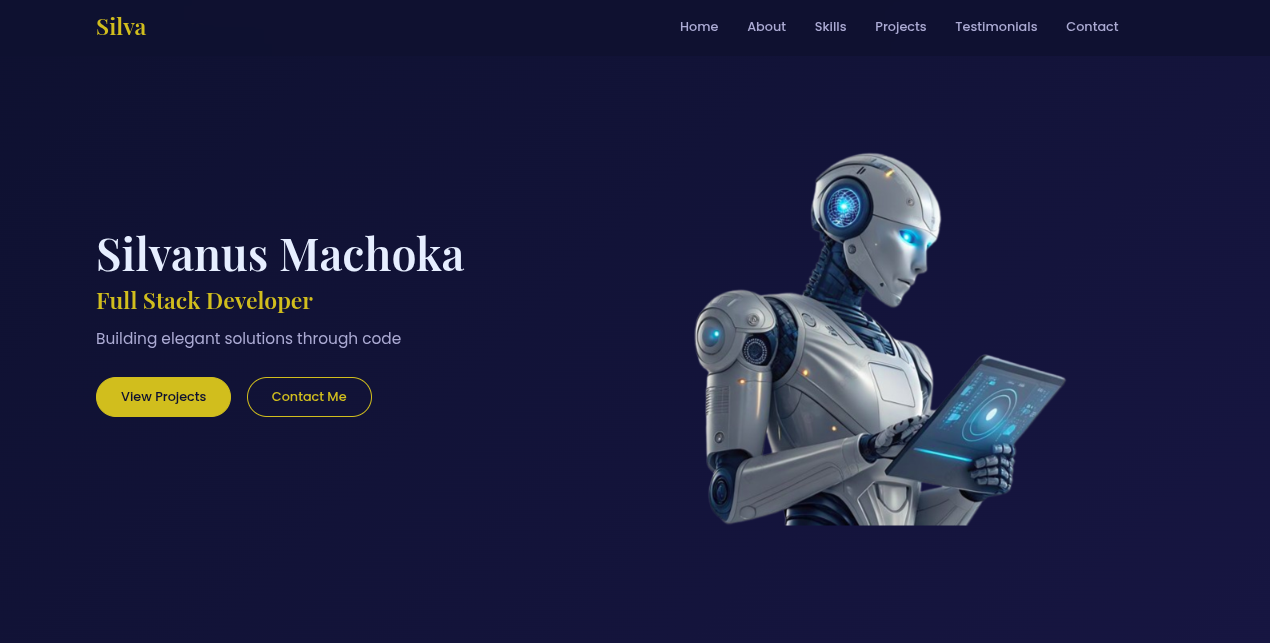 Silva
Home About Skills Projects Testimonials Contact
Silvanus Machoka
Full Stack Developer
Building elegant solutions through code
View Projects Contact Me